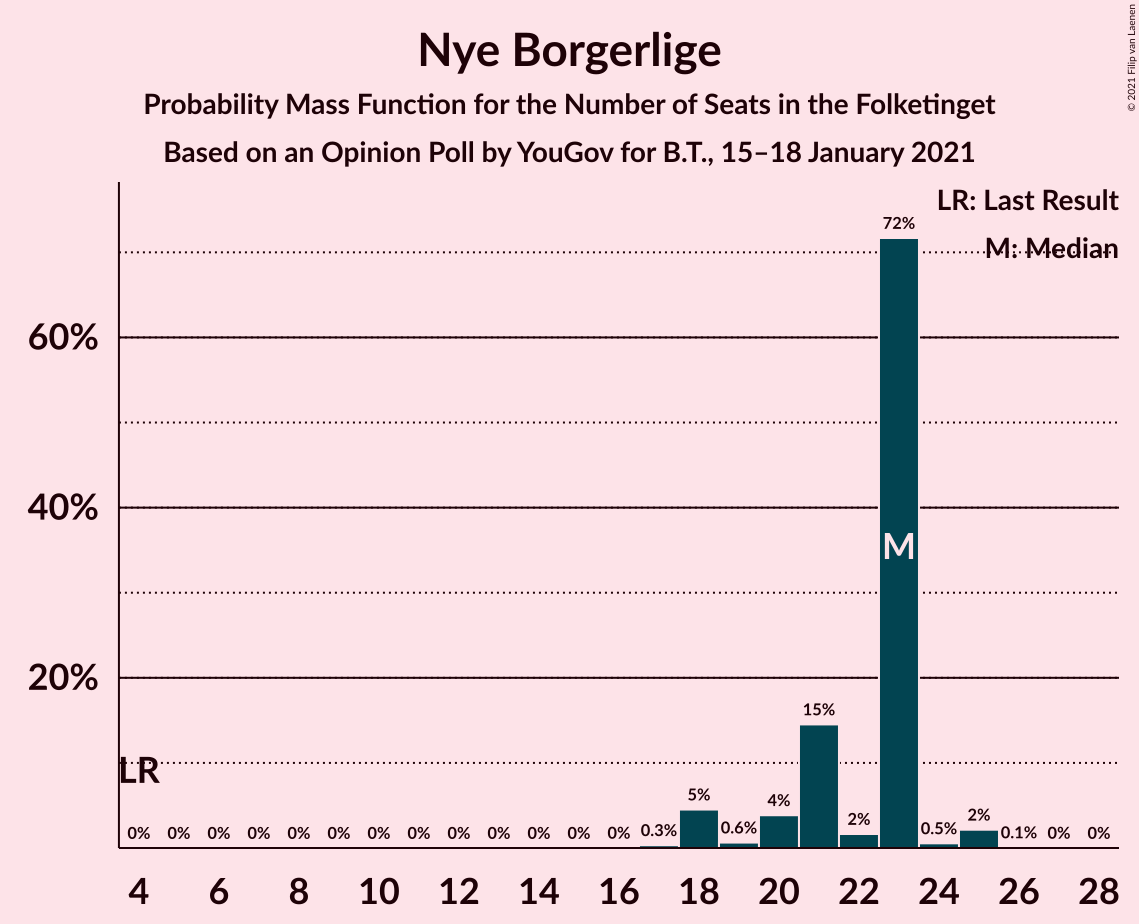 Nye Borgerlige
Probability Mass Function for the Number of Seats in the Folketinget
Based on an Opinion Poll by YouGov for B.T., 15–18 January 2021
© 2021 Filip van Laenen
LR: Last Result
M: Median
72%
60%
40%
M
20%
15%
LR
5%
4%
2%
2%
0% 0% 0% 0% 0% 0% 0% 0% 0% 0% 0% 0% 0% 0.3% 0.6% 0.5% 0.1% 0% 0%
4 6 8 10 12 14 16 18 20 22 24 26 28